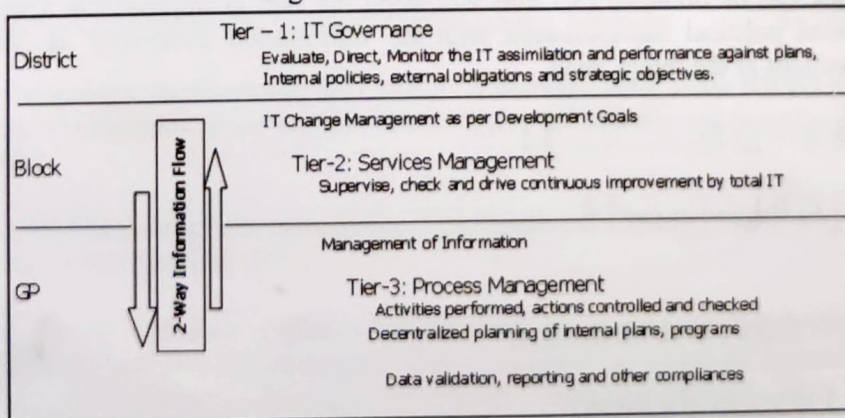 Tier – 1: IT Governance
District
Evaluate, Direct, Monitor the IT assimilation and performance against plans,
Internal policies, external obligations and strategic objectives.
IT Change Management as per Development Goals
Block
Tier-2: Services Management
Supervise, check and drive continuous improvement by total IT
2-Way Information Flow
Management of Information
GP
Tier-3: Process Management
Activities performed, actions controlled and checked
Decentralized planning of internal plans, programs
Data validation, reporting and other compliances